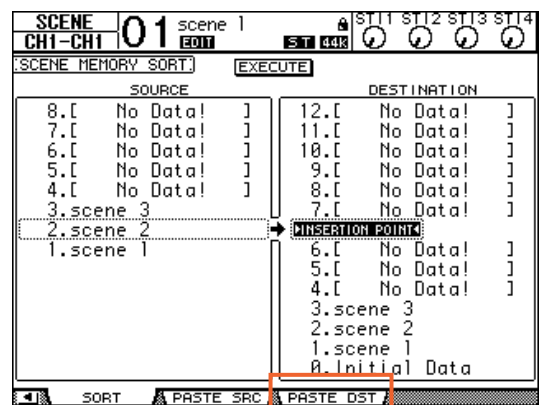 SCENE
CH1-CH1
01 scene 1
EDIT
ST 44k
ST1 ST2 ST3 ST4
SCENE MEMORY SORT
EXECUTE
SOURCE
8.[ No Data! ]
7.[ No Data! ]
6.[ No Data! ]
5.[ No Data! ]
4.[ No Data! ]
3.scene 3
2.scene 2
1.scene 1
DESTINATION
12.[ No Data! ]
11.[ No Data! ]
10.[ No Data! ]
9.[ No Data! ]
8.[ No Data! ]
7.[ No Data! ]
INSERTION POINT
6.[ No Data! ]
5.[ No Data! ]
4.[ No Data! ]
3.scene 3
2.scene 2
1.scene 1
0.Initial Data
SORT
PASTE SRC
PASTE DST